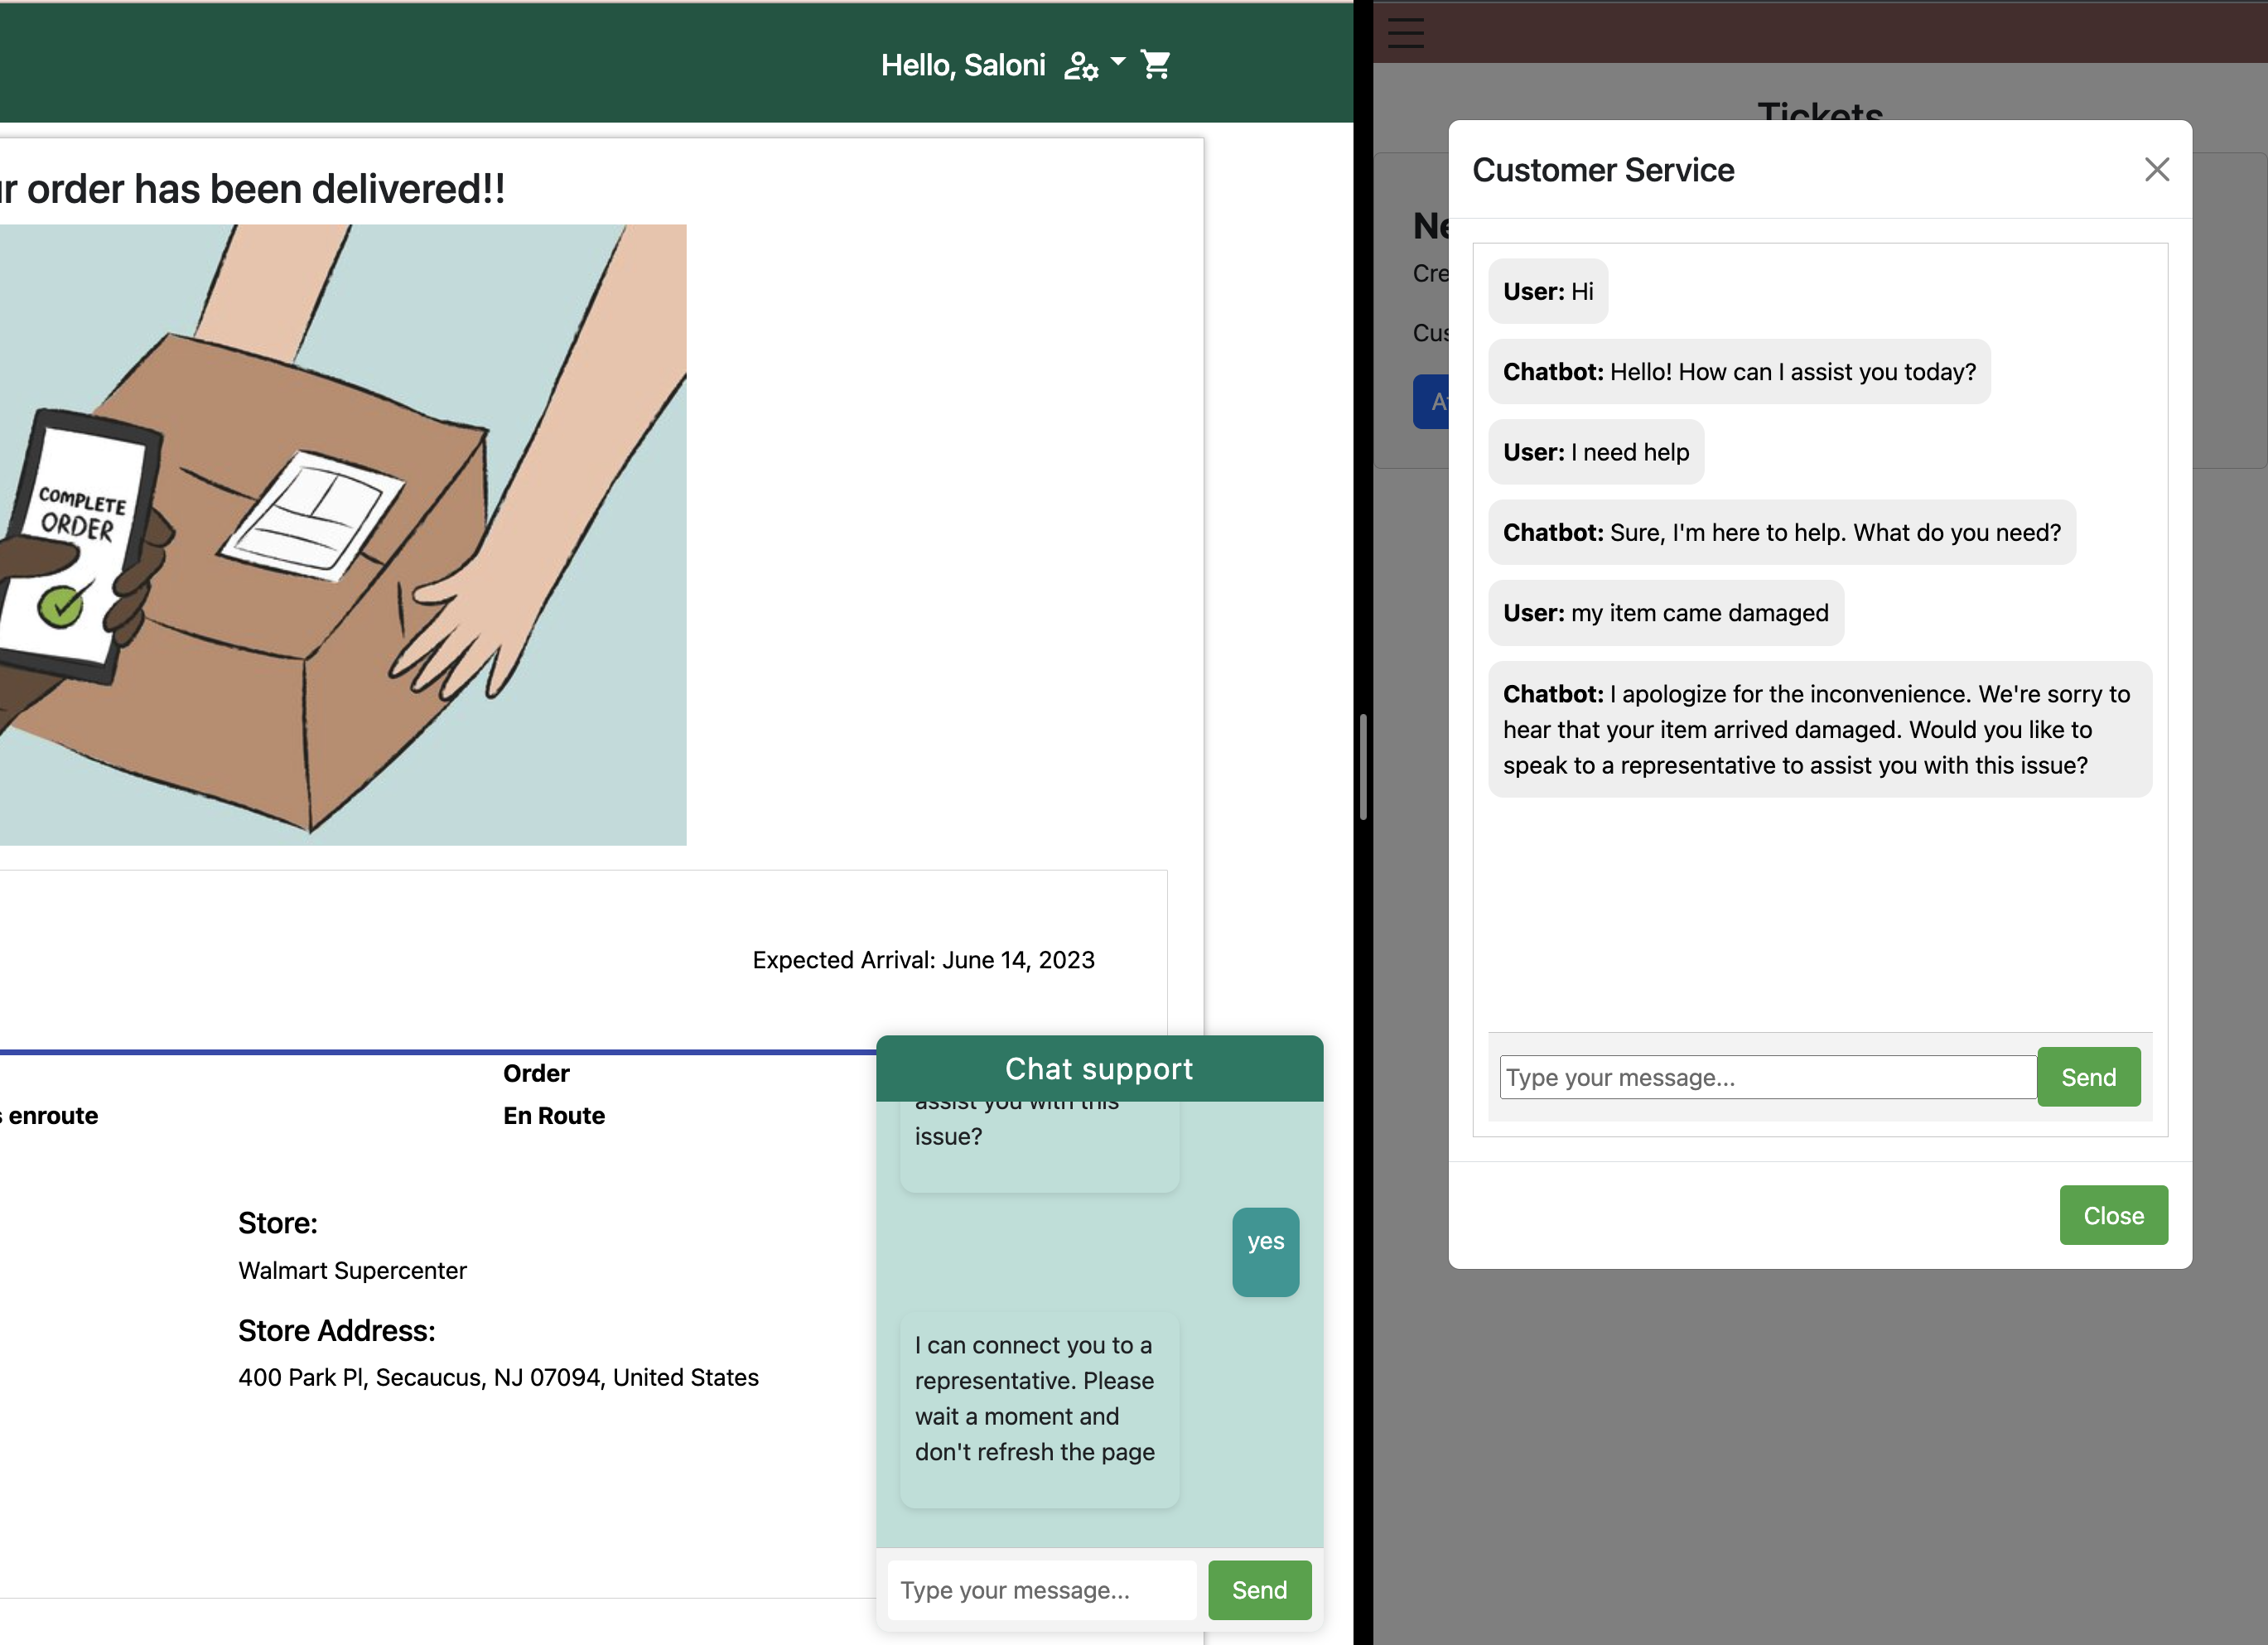 Hello, Saloni
r order has been delivered!!
COMPLETE
ORDER
Expected Arrival: June 14, 2023
Order
enroute
En Route
Store:
Walmart Supercenter
Store Address:
400 Park Pl, Secaucus, NJ 07094, United States
Chat support
assist you with this
issue?
yes
I can connect you to a
representative. Please
wait a moment and
don't refresh the page
Type your message...
Send
Tickets
Ne
Cre
Cus
Customer Service
User: Hi
Chatbot: Hello! How can I assist you today?
User: I need help
Chatbot: Sure, I'm here to help. What do you need?
User: my item came damaged
Chatbot: I apologize for the inconvenience. We're sorry to
hear that your item arrived damaged. Would you like to
speak to a representative to assist you with this issue?
Type your message...
Send
Close